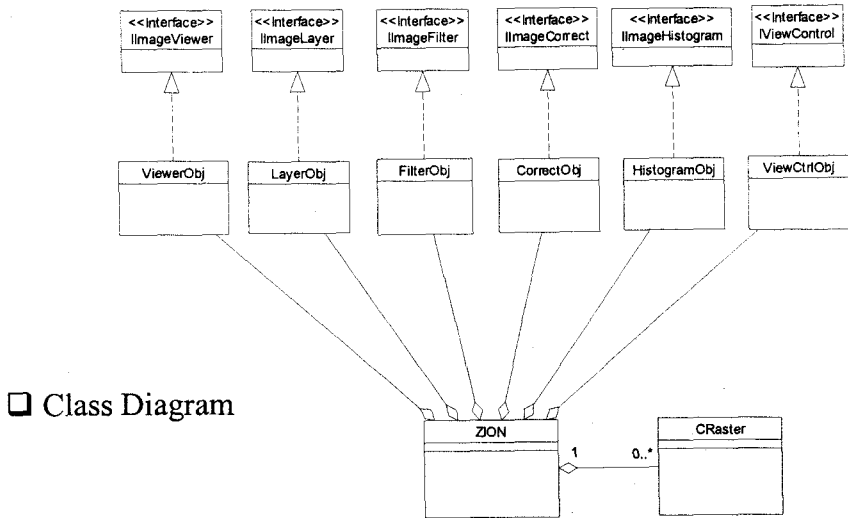 <<Interface>>
IImageViewer
<<Interface>>
IImageLayer
<<Interface>>
IImageFilter
<<Interface>>
IImageCorrect
<<Interface>>
IImageHistogram
<<Interface>>
IViewControl
ViewerObj
LayerObj
FilterObj
CorrectObj
HistogramObj
ViewCtrlObj
Class Diagram
ZION
1
0..*
CRaster